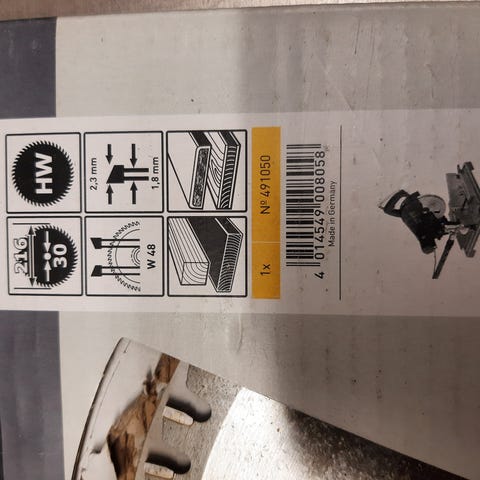 HW
2,3 mm
1,8 mm
216
30
W 48
Nº 491050
1x
4 014549 008058
Made in Germany